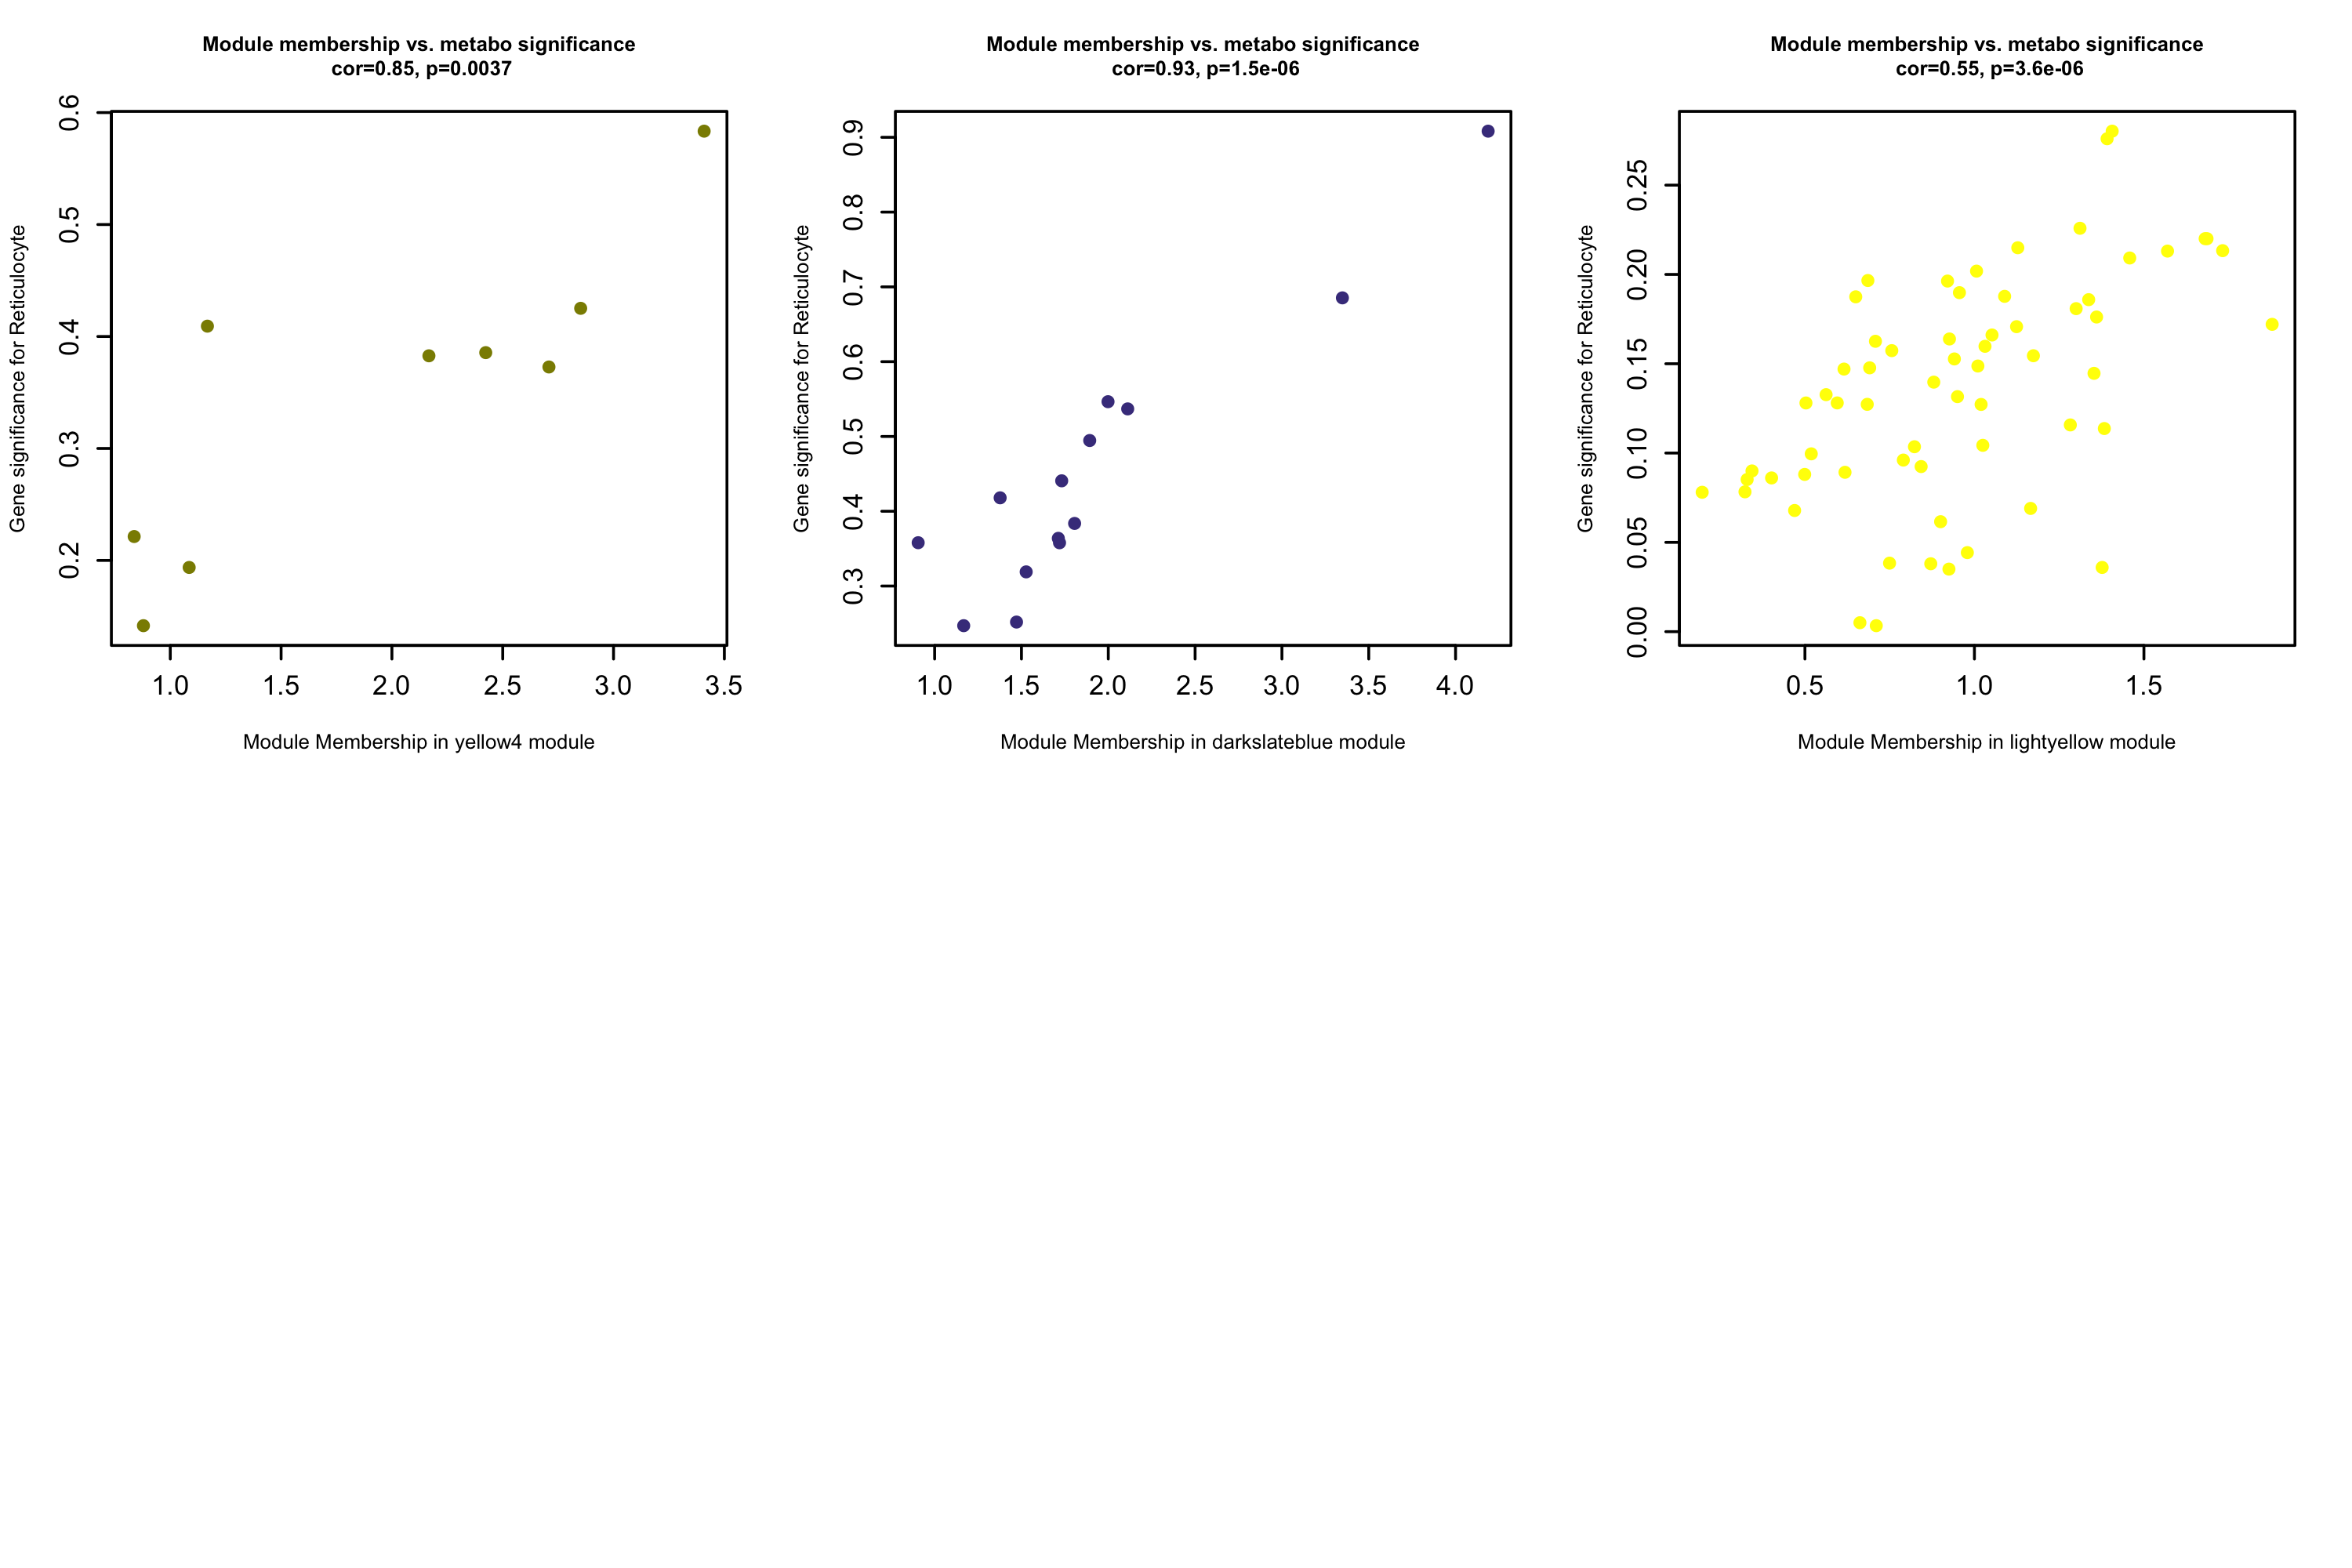 Module membership vs. metabo significance
cor=0.85, p=0.0037
Gene significance for Reticulocyte
0.6
0.5
0.4
0.3
0.2
1.0 1.5 2.0 2.5 3.0 3.5
Module Membership in yellow4 module
Module membership vs. metabo significance
cor=0.93, p=1.5e-06
Gene significance for Reticulocyte
0.9
0.8
0.7
0.6
0.5
0.4
0.3
1.0 1.5 2.0 2.5 3.0 3.5 4.0
Module Membership in darkslateblue module
Module membership vs. metabo significance
cor=0.55, p=3.6e-06
Gene significance for Reticulocyte
0.25
0.20
0.15
0.10
0.05
0.00
0.5 1.0 1.5
Module Membership in lightyellow module